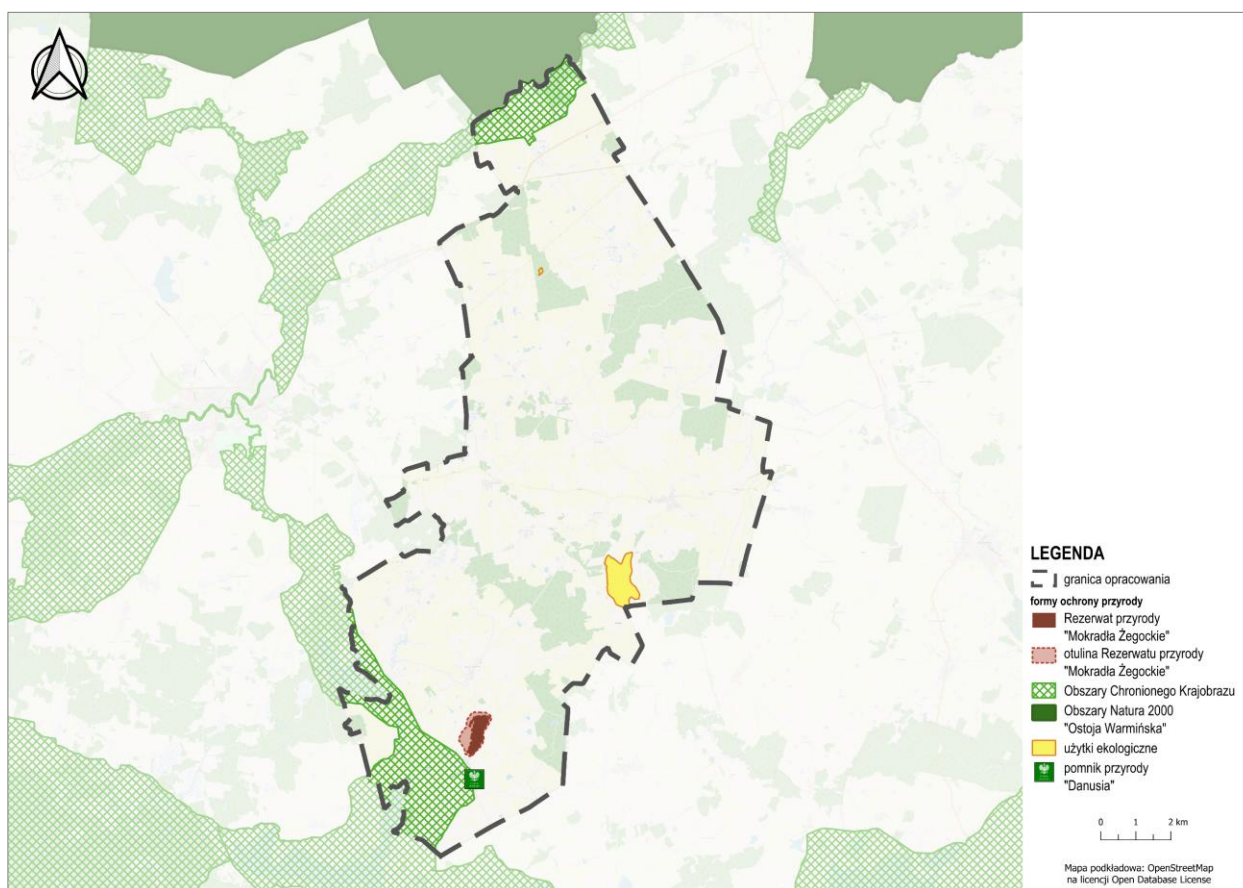 LEGENDA
granica opracowania
formy ochrony przyrody
Rezerwat przyrody
"Mokradła Żegockie"
otulina Rezerwatu przyrody
"Mokradła Żegockie"
Obszary Chronionego Krajobrazu
Obszary Natura 2000
"Ostoja Warmińska"
użytki ekologiczne
pomnik przyrody
"Danusia"
0 1 2 km
Mapa podkładowa: OpenStreetMap
na licencji Open Database License